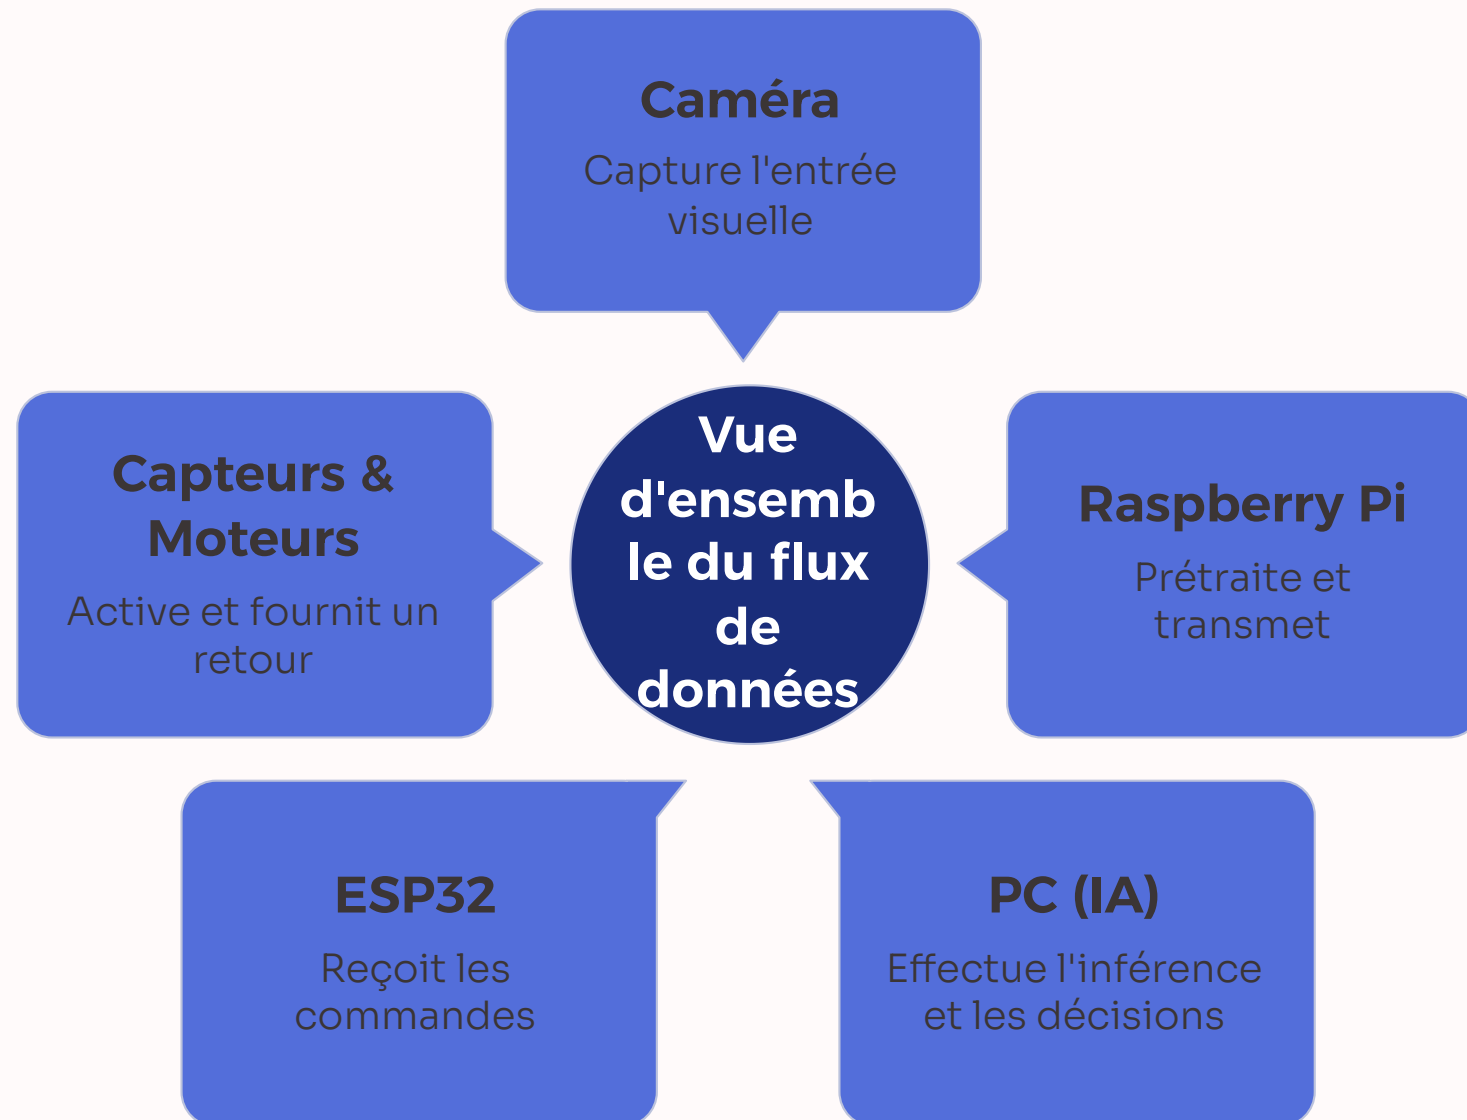 Caméra
Capture l'entrée
visuelle
Capteurs &
Moteurs
Active et fournit un
retour
Vue
d'ensemb
le du flux
de
données
Raspberry Pi
Prétraite et
transmet
ESP32
Reçoit les
commandes
PC (IA)
Effectue l'inférence
et les décisions